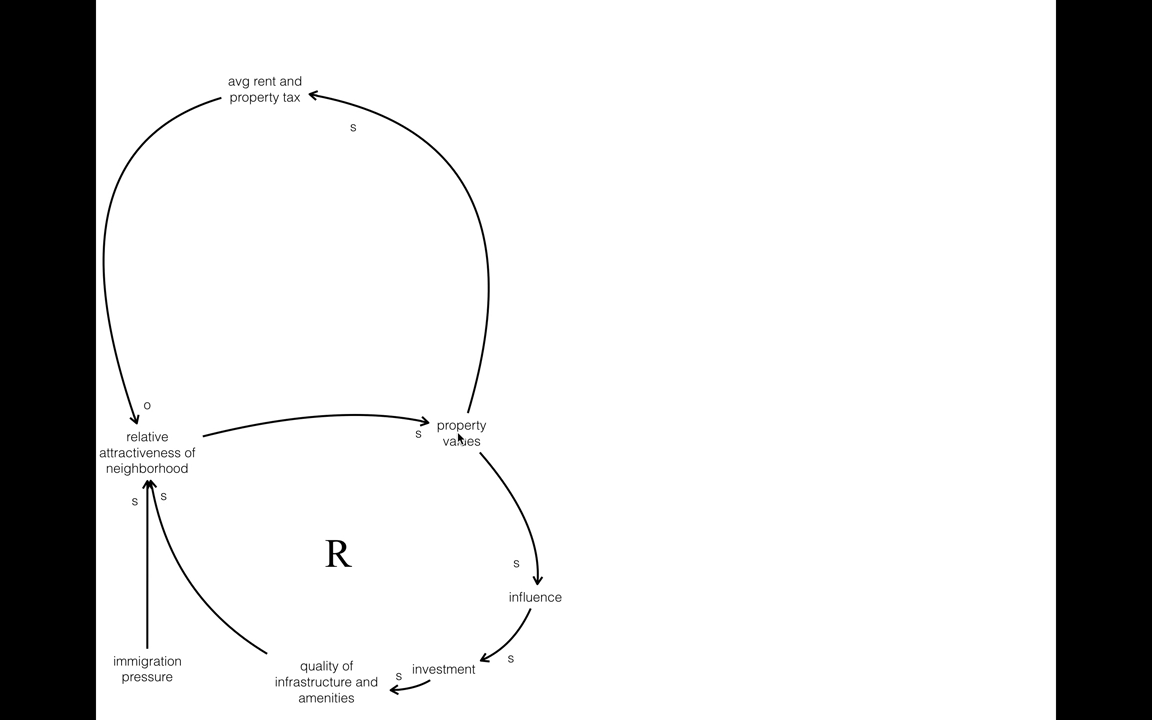 avg rent and
property tax
s
o
relative
attractiveness of
neighborhood
s
property
values
s
s
R
s
influence
immigration
pressure
quality of
infrastructure and
amenities
s
investment
s